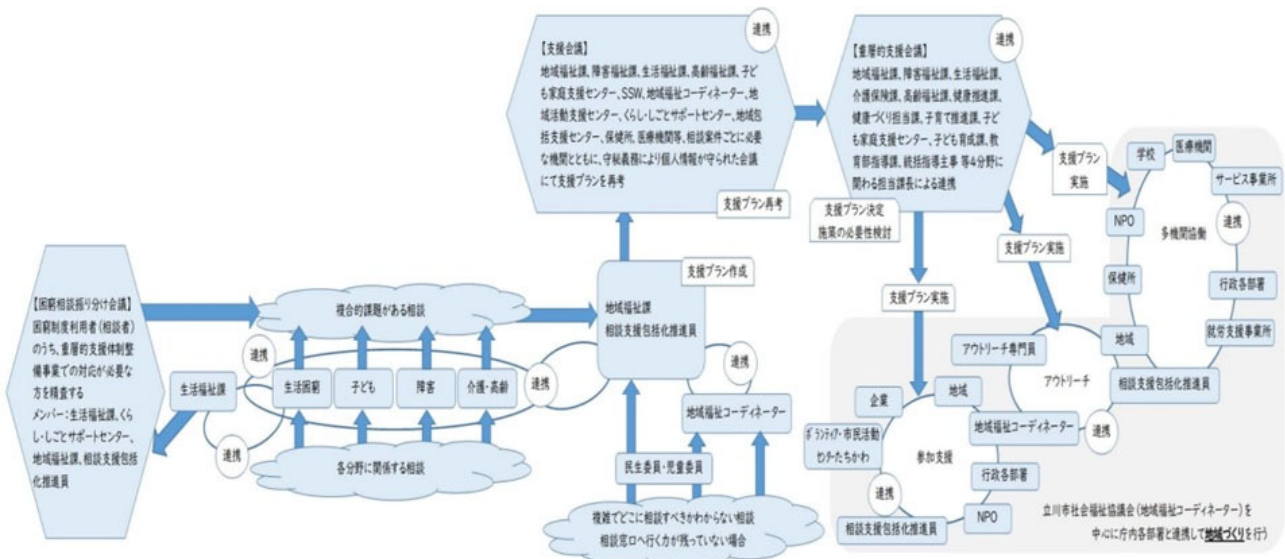 【困窮相談振り分け会議】
困窮制度利用者(相談者)
のうち、重層的支援体制整
備事業での対応が必要な
方を精査する
メンバー：生活福祉課、くら
し・しごとサポートセンター、
地域福祉課、相談支援包括
化推進員
生活福祉課
連携
連携
複合的課題がある相談
生活困窮
子ども
障害
介護・高齢
連携
各分野に関係する相談
【支援会議】
連携
地域福祉課、障害福祉課、生活福祉課、高齢福祉課、子ど
も家庭支援センター、SSW、地域福祉コーディネーター、地
域活動支援センター、くらし・しごとサポートセンター、地域包
括支援センター、保健所、医療機関等、相談案件ごとに必要
な機関とともに、守秘義務により個人情報が守られた会議
にて支援プランを再考
支援プラン再考
支援プラン作成
地域福祉課
相談支援包括化推進員
連携
地域福祉コーディネーター
民生委員・児童委員
複雑でどこに相談すべきかわからない相談
相談窓口へ行く力が残っていない場合
【重層的支援会議】
連携
地域福祉課、障害福祉課、生活福祉課、
介護保険課、高齢福祉課、健康推進課、
健康づくり担当課、子育て推進課、子ど
も家庭支援センター、子ども育成課、教
育部指導課、統括指導主事 等4分野に
関わる担当課長による連携
支援プラン決定
施策の必要性検討
支援プラン実施
支援プラン実施
支援プラン
実施
学校
医療機関
サービス事業所
NPO
連携
多機関協働
保健所
行政各部署
就労支援事業所
地域
相談支援包括化推進員
アウトリーチ専門員
アウトリーチ
地域福祉コーディネーター
連携
企業
地域
ボランティア・市民活動
センターたちかわ
参加支援
行政各部署
連携
NPO
相談支援包括化推進員
立川市社会福祉協議会(地域福祉コーディネーター)を
中心に庁内各部署と連携して地域づくりを行う